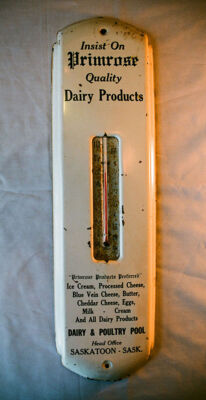 Insist On
Primrose
Quality
Dairy Products
"Primrose Products Preferred"
Ice Cream, Processed Cheese,
Blue Vein Cheese, Butter,
Cheddar Cheese, Eggs,
Milk - Cream
And All Dairy Products
DAIRY & POULTRY POOL
Head Office
SASKATOON - SASK.